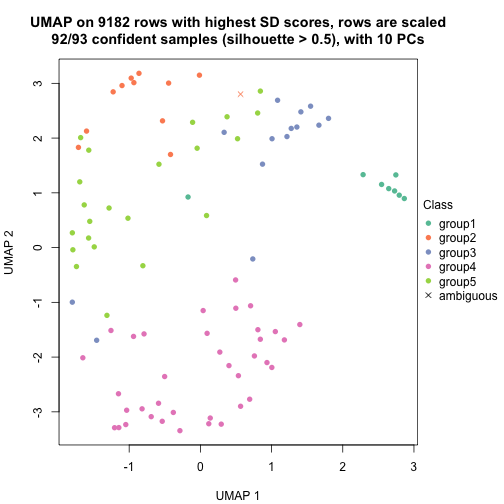 UMAP on 9182 rows with highest SD scores, rows are scaled
92/93 confident samples (silhouette > 0.5), with 10 PCs
3
2
1
0
-1
-2
-3
UMAP 2
-1
0
1
2
3
UMAP 1
Class
group1
group2
group3
group4
group5
ambiguous